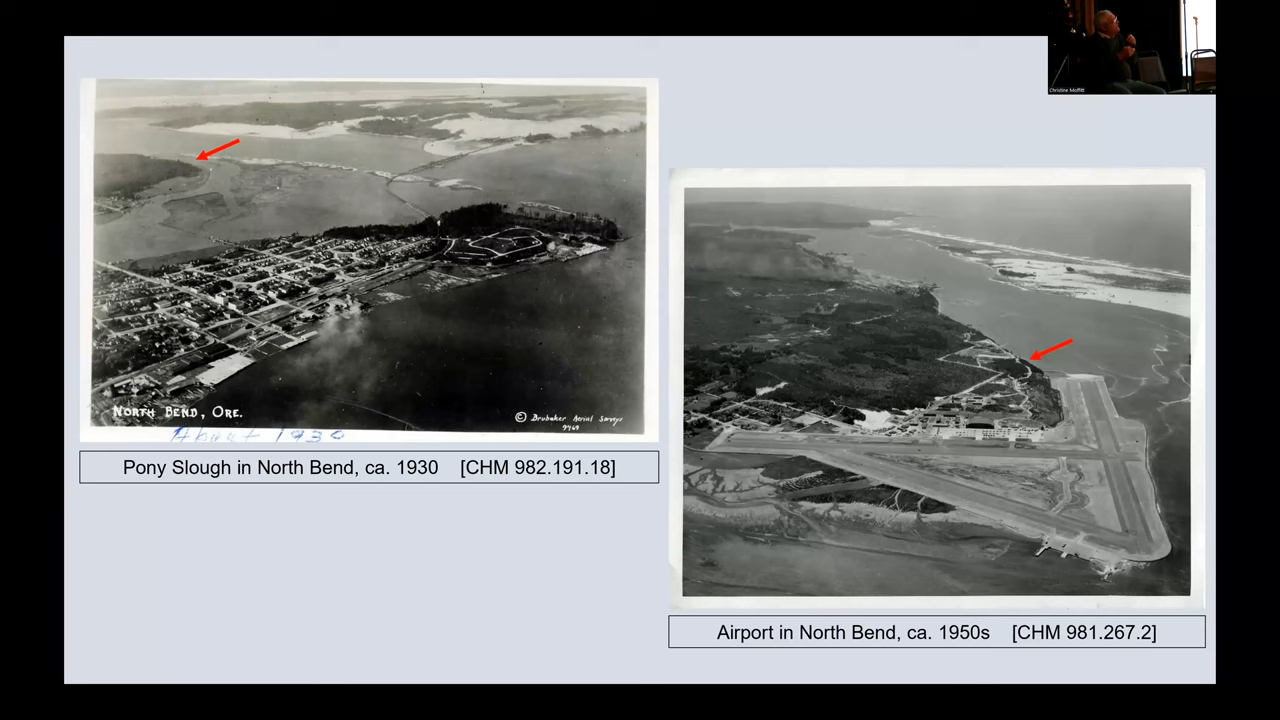 Christine Moffitt
NORTH BEND, ORE.
© Brubaker Aerial Surveys
9769
About 1930
Pony Slough in North Bend, ca. 1930 [CHM 982.191.18]
Airport in North Bend, ca. 1950s [CHM 981.267.2]